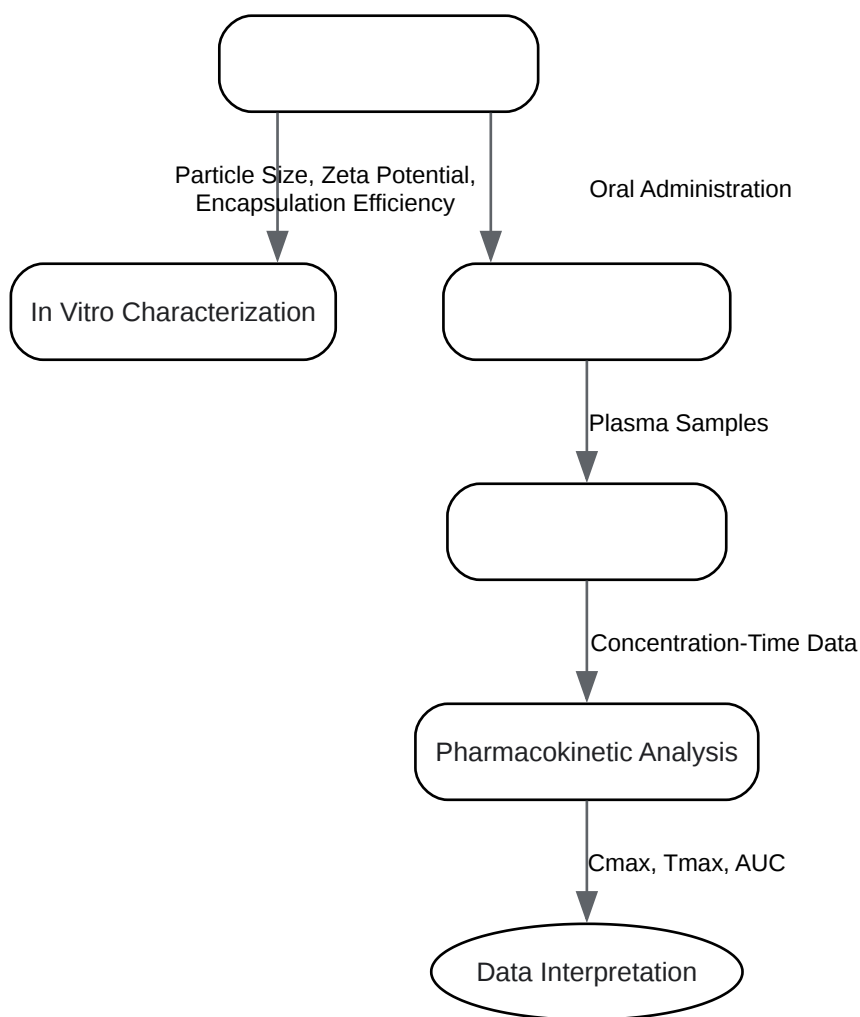 Particle Size, Zeta Potential,
Encapsulation Efficiency
Oral Administration
In Vitro Characterization
Plasma Samples
Concentration-Time Data
Pharmacokinetic Analysis
Cmax, Tmax, AUC
Data Interpretation